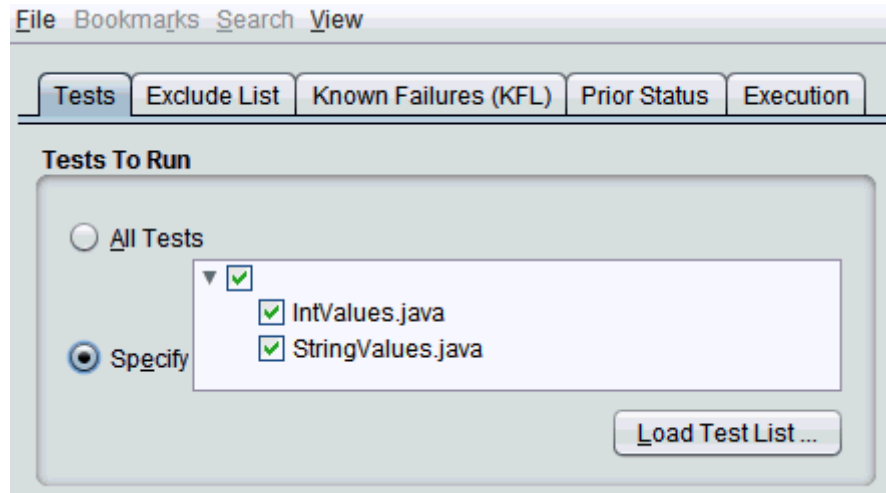 File Bookmarks Search View
Tests Exclude List Known Failures (KFL) Prior Status Execution
Tests To Run
All Tests
IntValues.java
Specify
StringValues.java
Load Test List ...